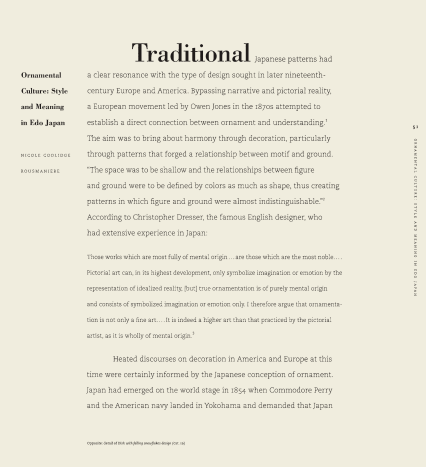 Traditional Japanese patterns had
Ornamental
Culture: Style
and Meaning
in Edo Japan
NICOLE COOLIDGE
ROUSMANIERE
a clear resonance with the type of design sought in later nineteenth-
century Europe and America. Bypassing narrative and pictorial reality,
a European movement led by Owen Jones in the 1870s attempted to
establish a direct connection between ornament and understanding.¹
The aim was to bring about harmony through decoration, particularly
through patterns that forged a relationship between motif and ground.
"The space was to be shallow and the relationships between figure
and ground were to be defined by colors as much as shape, thus creating
patterns in which figure and ground were almost indistinguishable."²
According to Christopher Dresser, the famous English designer, who
had extensive experience in Japan:
Those works which are most fully of mental origin ... are those which are the most noble....
Pictorial art can, in its highest development, only symbolize imagination or emotion by the
representation of idealized reality, [but] true ornamentation is of purely mental origin
and consists of symbolized imagination or emotion only. I therefore argue that ornamenta-
tion is not only a fine art.... It is indeed a higher art than that practiced by the pictorial
artist, as it is wholly of mental origin.³
Heated discourses on decoration in America and Europe at this
time were certainly informed by the Japanese conception of ornament.
Japan had emerged on the world stage in 1854 when Commodore Perry
and the American navy landed in Yokohama and demanded that Japan
ORNAMENTAL CULTURE: STYLE AND MEANING IN EDO JAPAN